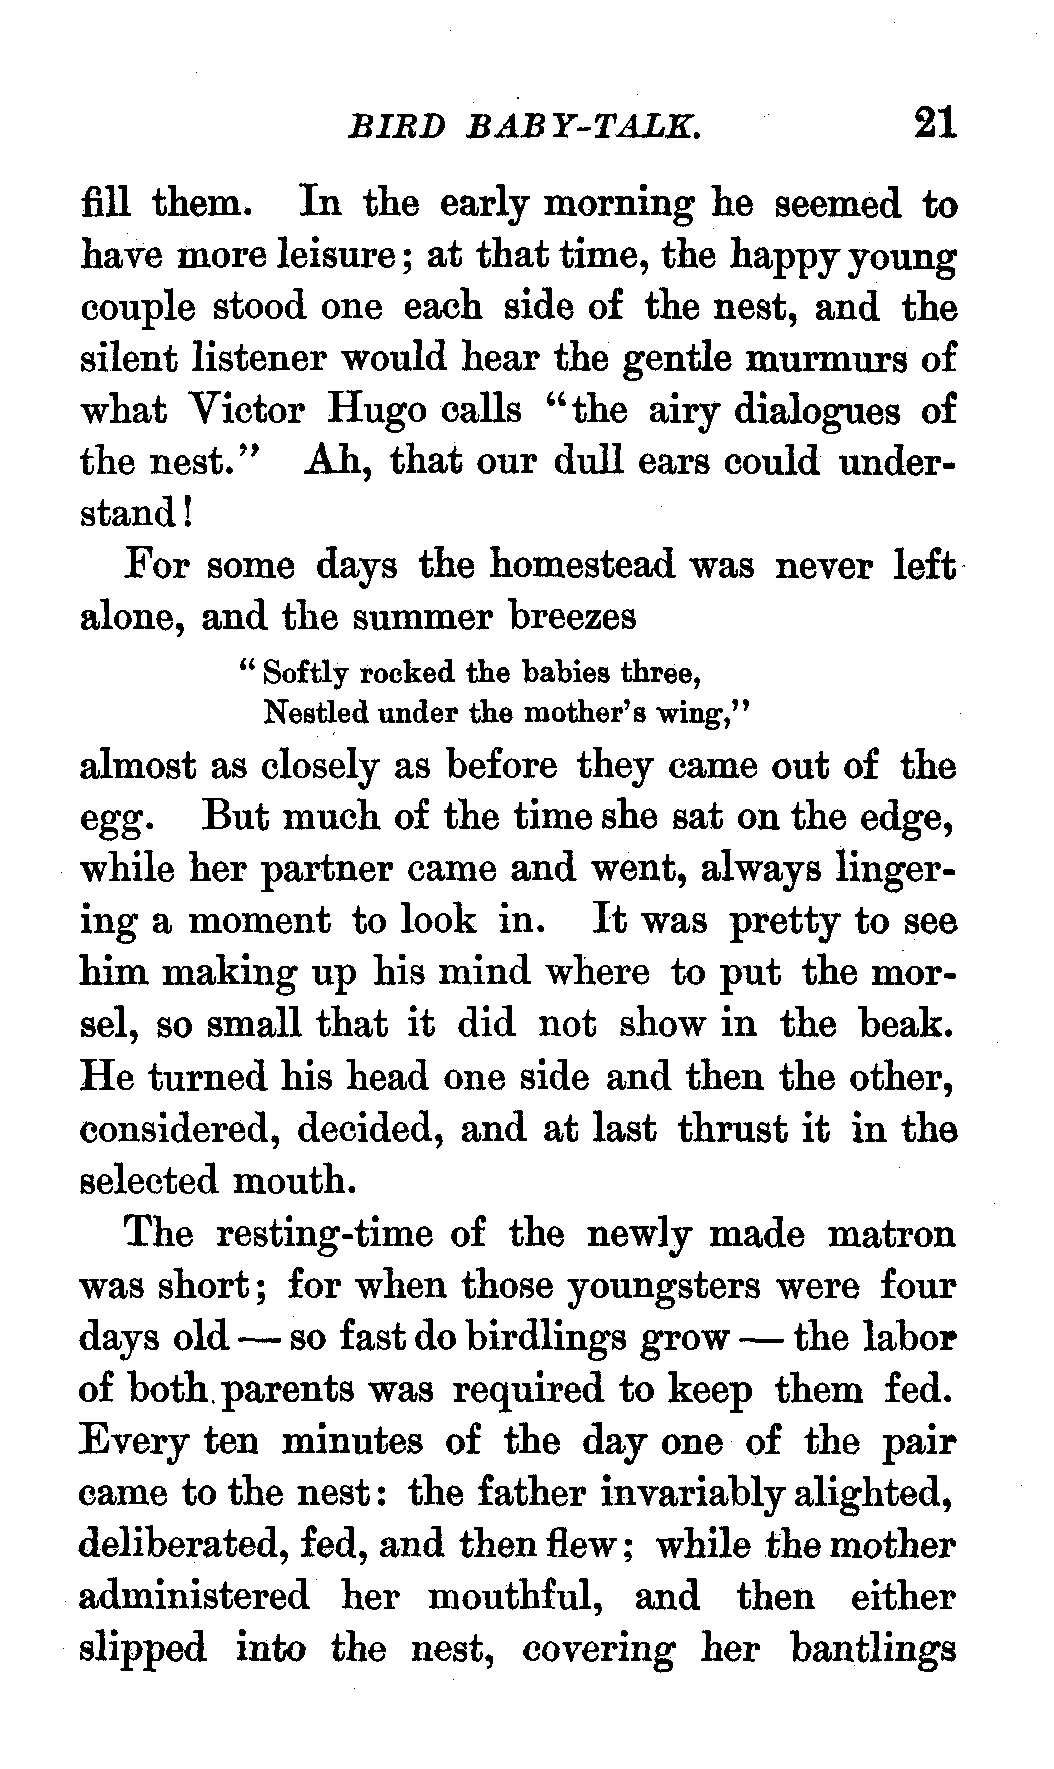 BIRD BABY-TALK. 21
fill them. In the early morning he seemed to
have more leisure; at that time, the happy young
couple stood one each side of the nest, and the
silent listener would hear the gentle murmurs of
what Victor Hugo calls “the airy dialogues of
the nest.” Ah, that our dull ears could under-
stand!
For some days the homestead was never left
alone, and the summer breezes
“Softly rocked the babies three,
Nestled under the mother’s wing,”
almost as closely as before they came out of the
egg. But much of the time she sat on the edge,
while her partner came and went, always linger-
ing a moment to look in. It was pretty to see
him making up his mind where to put the mor-
sel, so small that it did not show in the beak.
He turned his head one side and then the other,
considered, decided, and at last thrust it in the
selected mouth.
The resting-time of the newly made matron
was short; for when those youngsters were four
days old — so fast do birdlings grow — the labor
of both parents was required to keep them fed.
Every ten minutes of the day one of the pair
came to the nest: the father invariably alighted,
deliberated, fed, and then flew; while the mother
administered her mouthful, and then either
slipped into the nest, covering her bantlings